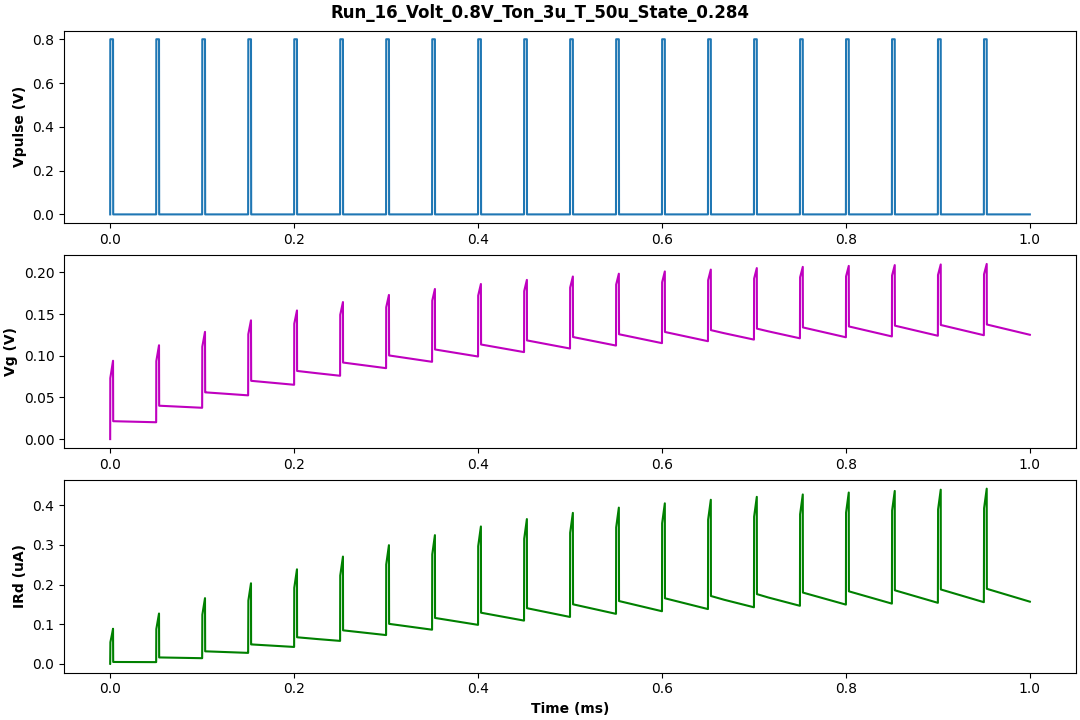 Run_16_Volt_0.8V_Ton_3u_T_50u_State_0.284
Vpulse (V)
0.8
0.6
0.4
0.2
0.0
0.0 0.2 0.4 0.6 0.8 1.0
Vg (V)
0.20
0.15
0.10
0.05
0.00
0.0 0.2 0.4 0.6 0.8 1.0
IRd (uA)
0.4
0.3
0.2
0.1
0.0
0.0 0.2 0.4 0.6 0.8 1.0
Time (ms)